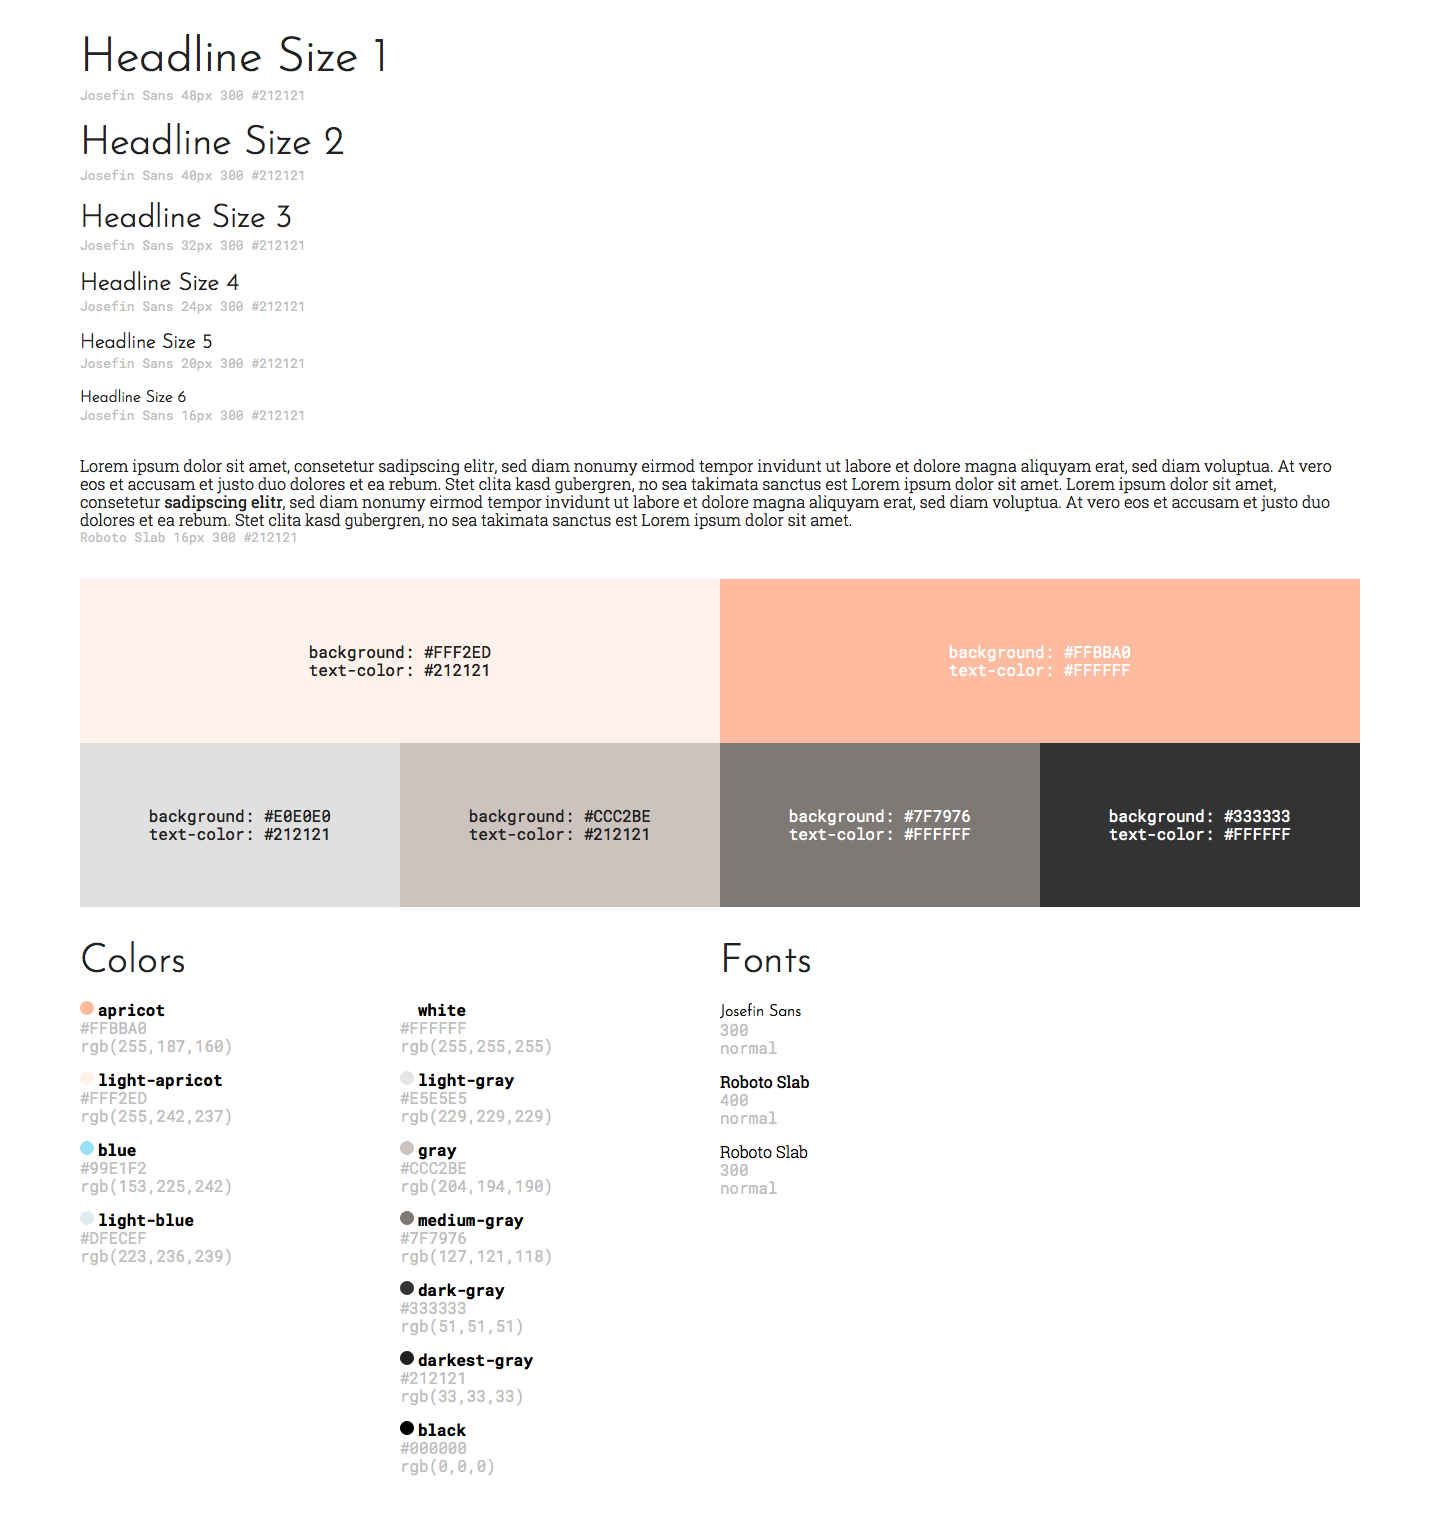 Headline Size 1
Josefin Sans 48px 300 #212121
Headline Size 2
Josefin Sans 40px 300 #212121
Headline Size 3
Josefin Sans 32px 300 #212121
Headline Size 4
Josefin Sans 24px 300 #212121
Headline Size 5
Josefin Sans 20px 300 #212121
Headline Size 6
Josefin Sans 16px 300 #212121
Lorem ipsum dolor sit amet, consetetur sadipscing elitr, sed diam nonumy eirmod tempor invidunt ut labore et dolore magna aliquyam erat, sed diam voluptua. At vero
eos et accusam et justo duo dolores et ea rebum. Stet clita kasd gubergren, no sea takimata sanctus est Lorem ipsum dolor sit amet. Lorem ipsum dolor sit amet,
consetetur sadipscing elitr, sed diam nonumy eirmod tempor invidunt ut labore et dolore magna aliquyam erat, sed diam voluptua. At vero eos et accusam et justo duo
dolores et ea rebum. Stet clita kasd gubergren, no sea takimata sanctus est Lorem ipsum dolor sit amet.
Roboto Slab 16px 300 #212121
background: #FFF2ED
text-color: #212121
background: #FFBBA0
text-color: #FFFFFF
background: #E0E0E0
text-color: #212121
background: #CCC2BE
text-color: #212121
background: #7F7976
text-color: #FFFFFF
background: #333333
text-color: #FFFFFF
Colors
apricot
#FFBBA0
rgb(255,187,160)
light-apricot
#FFF2ED
rgb(255,242,237)
blue
#99E1F2
rgb(153,225,242)
light-blue
#DFECEF
rgb(223,236,239)
white
#FFFFFF
rgb(255,255,255)
light-gray
#E5E5E5
rgb(229,229,229)
gray
#CCC2BE
rgb(204,194,190)
medium-gray
#7F7976
rgb(127,121,118)
dark-gray
#333333
rgb(51,51,51)
darkest-gray
#212121
rgb(33,33,33)
black
#000000
rgb(0,0,0)
Fonts
Josefin Sans
300
normal
Roboto Slab
400
normal
Roboto Slab
300
normal